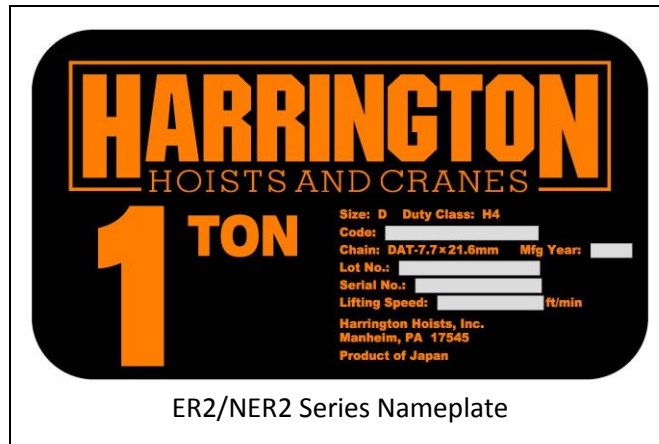 HARRINGTON
HOISTS AND CRANES
1 TON
Size: D Duty Class: H4
Code:
Chain: DAT-7.7×21.6mm Mfg Year:
Lot No.:
Serial No.:
Lifting Speed: ft/min
Harrington Hoists, Inc.
Manheim, PA 17545
Product of Japan
ER2/NER2 Series Nameplate